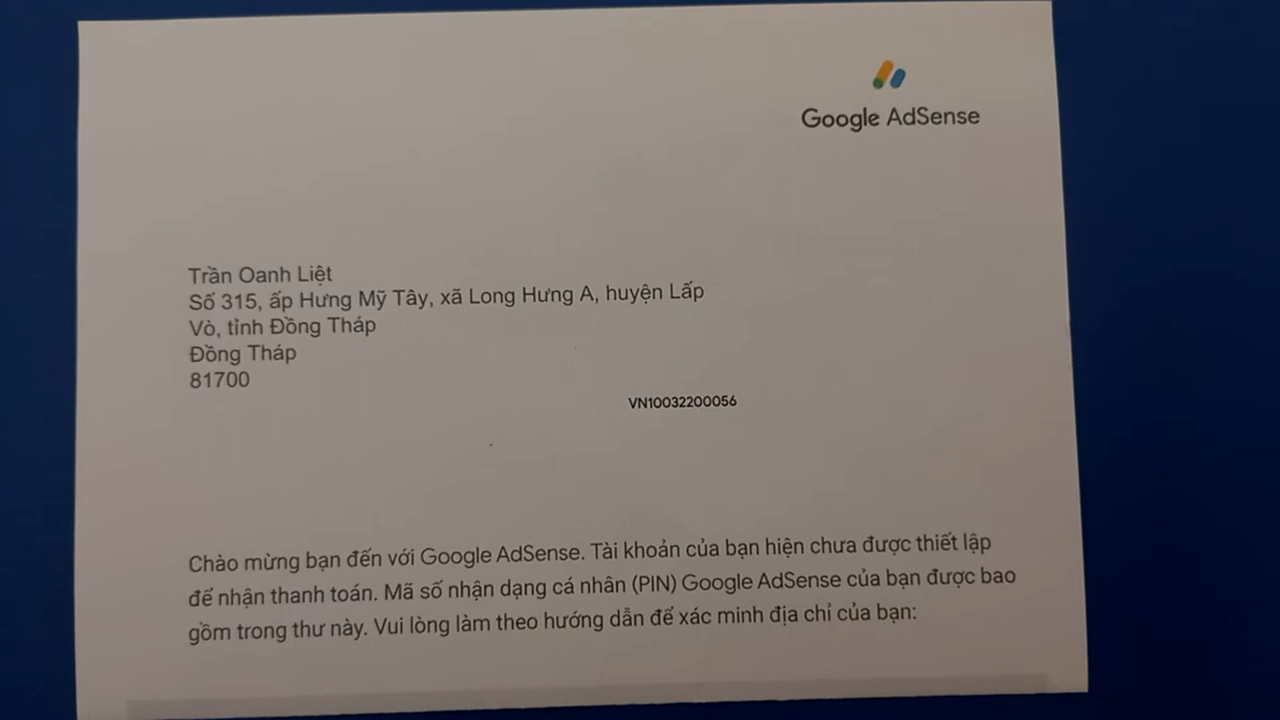 Google AdSense
Trần Oanh Liệt
Số 315, ấp Hưng Mỹ Tây, xã Long Hưng A, huyện Lấp
Vò, tỉnh Đồng Tháp
Đồng Tháp
81700
VN10032200056
Chào mừng bạn đến với Google AdSense. Tài khoản của bạn hiện chưa được thiết lập
để nhận thanh toán. Mã số nhận dạng cá nhân (PIN) Google AdSense của bạn được bao
gồm trong thư này. Vui lòng làm theo hướng dẫn để xác minh địa chỉ của bạn: